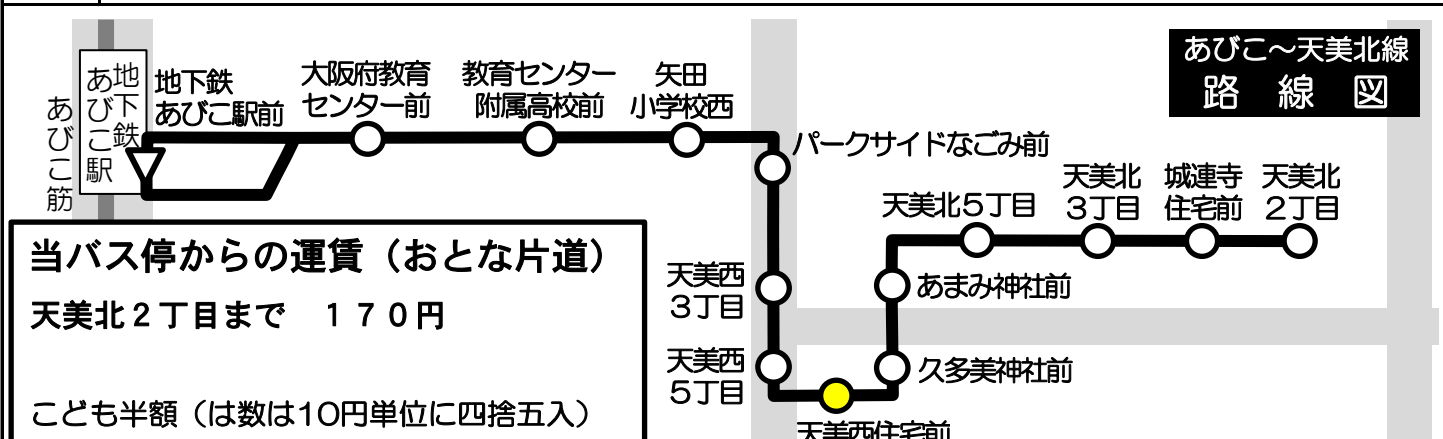 あびこ~天美北線
路線図
地下鉄
あびこ駅
あびこ筋
地下鉄
あびこ駅前
大阪府教育
センター前
教育センター
附属高校前
矢田
小学校西
パークサイドなごみ前
天美西
3丁目
天美西
5丁目
天美西住宅前
久多美神社前
あまみ神社前
天美北5丁目
天美北
3丁目
城連寺
住宅前
天美北
2丁目
当バス停からの運賃(おとな片道)
天美北2丁目まで 170円
こども半額(は数は10円単位に四捨五入)